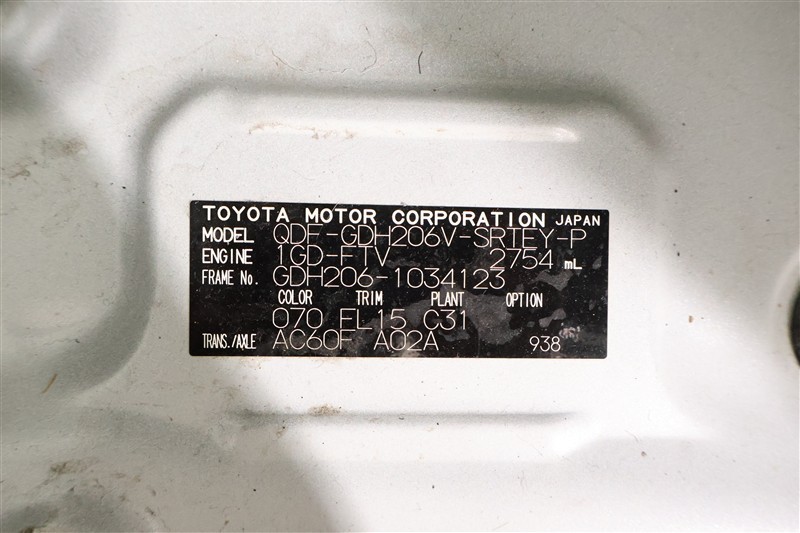 TOYOTA MOTOR CORPORATION JAPAN
MODEL QDF-GDH206V-SRTEY-P
ENGINE 1GD-FTV 2754 mL
FRAME No. GDH206-1034123
COLOR TRIM PLANT OPTION
070 FL15 C31
TRANS./AXLE AC60F A02A 938